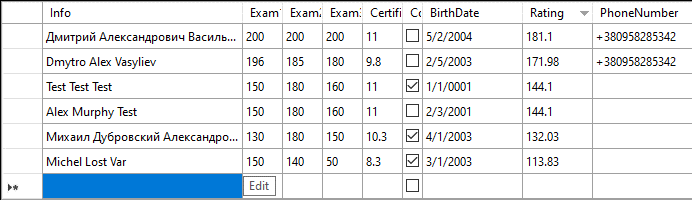 Info Exam1 Exam2 Exam3 Certifi Co BirthDate Rating PhoneNumber
Дмитрий Александрович Василь... 200 200 200 11 5/2/2004 181.1 +380958285342
Dmytro Alex Vasyliev 196 185 180 9.8 2/5/2003 171.98 +380958285342
Test Test Test 150 180 160 11 1/1/0001 144.1
Alex Murphy Test 150 180 160 11 2/3/2001 144.1
Михаил Дубровский Александро... 130 180 150 10.3 4/1/2003 132.03
Michel Lost Var 150 140 50 8.3 3/1/2003 113.83
Edit